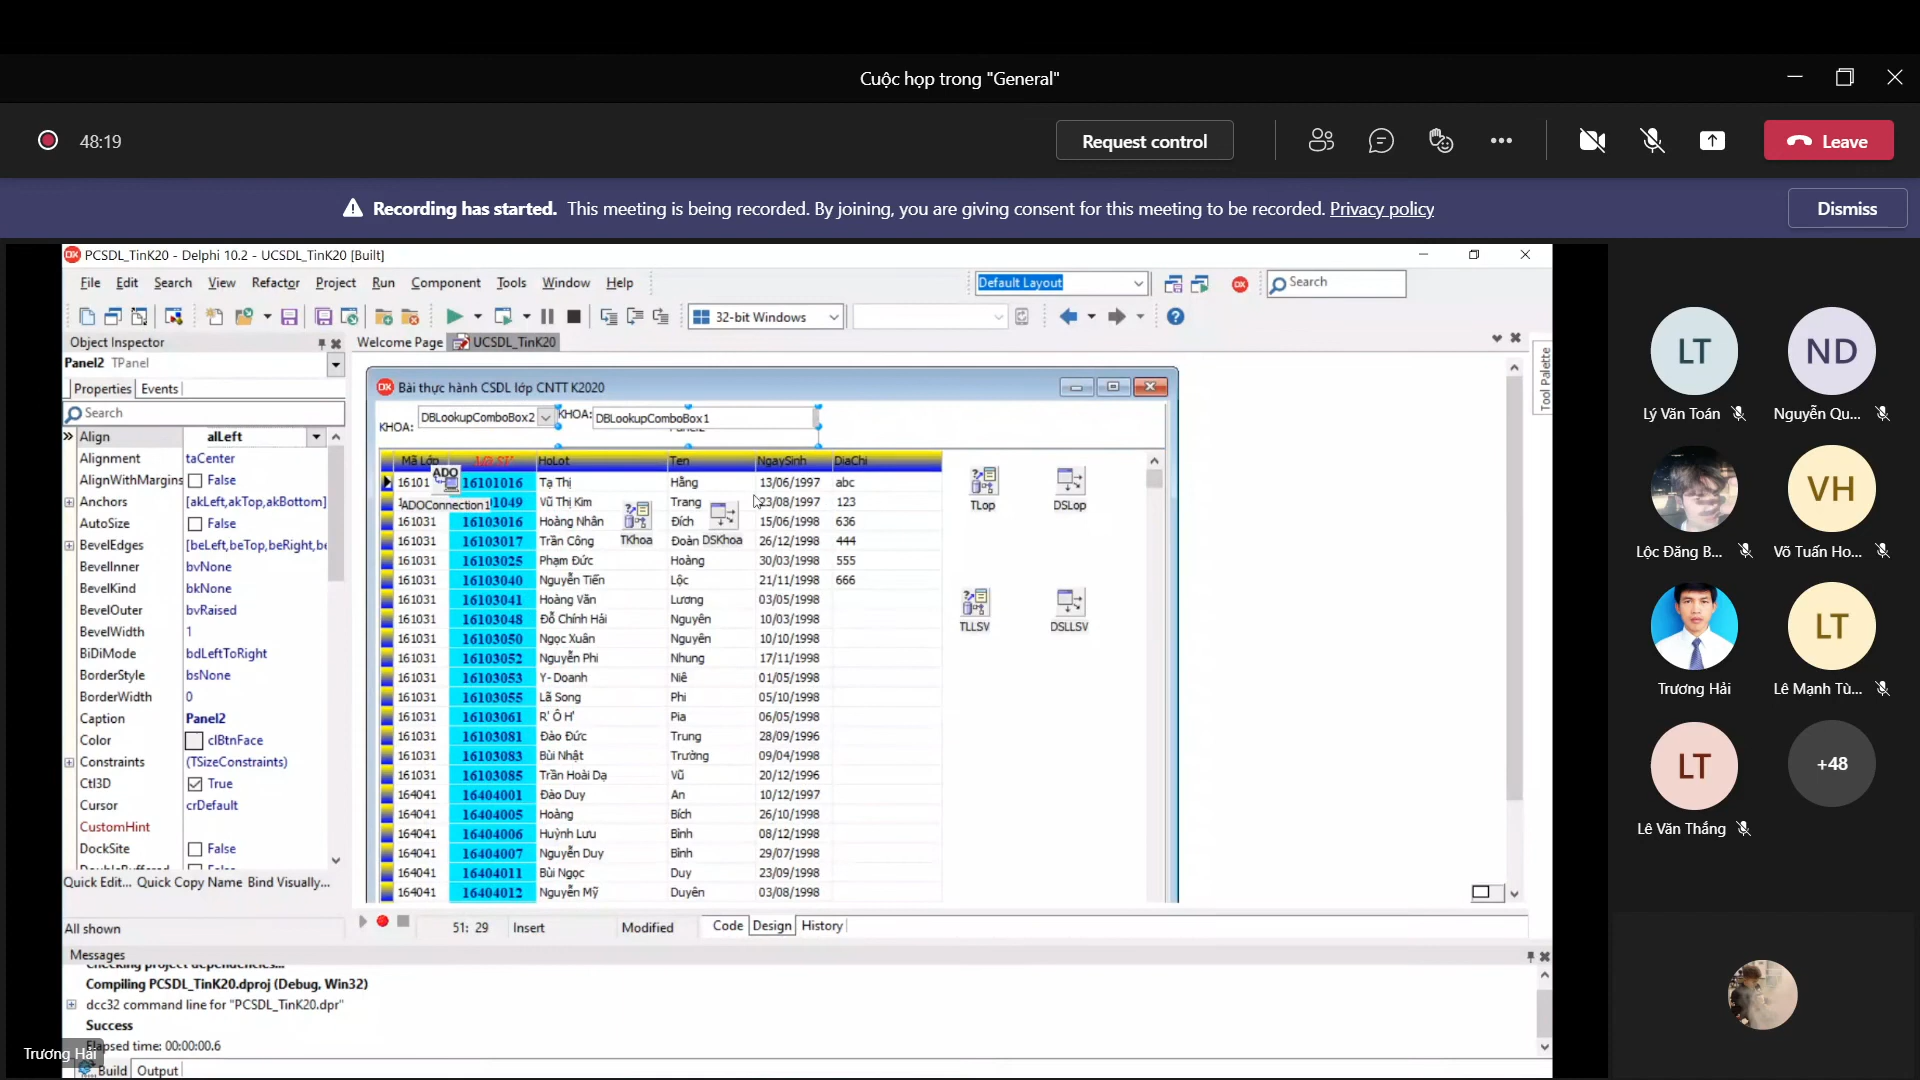 Cuộc họp trong "General"
48:19
Request control
Leave
Recording has started. This meeting is being recorded. By joining, you are giving consent for this meeting to be recorded. Privacy policy
Dismiss
PCSDL_TinK20 - Delphi 10.2 - UCSDL_TinK20 [Built]
File Edit Search View Refactor Project Run Component Tools Window Help
Default Layout
Search
32-bit Windows
Object Inspector
Welcome Page UCSDL_TinK20
Panel2 TPanel
Properties Events
Search
Align alLeft
Alignment taCenter
AlignWithMargins False
Anchors [akLeft,akTop,akBottom]
AutoSize False
BevelEdges [beLeft,beTop,beRight,be
BevelInner bvNone
BevelKind bkNone
BevelOuter bvRaised
BevelWidth 1
BiDiMode bdLeftToRight
BorderStyle bsNone
BorderWidth 0
Caption Panel2
Color clBtnFace
Constraints (TSizeConstraints)
Ctl3D True
Cursor crDefault
CustomHint
DockSite False
Quick Edit... Quick Copy Name Bind Visually...
All shown
Bài thực hành CSDL lớp CNTT K2020
KHOA: DBLookupComboBox2 KHOA: DBLookupComboBox1
Mã Lớp Mã SV HoLot Ten NgaySinh DiaChi
16101 16101016 Tạ Thị Hằng 13/06/1997 abc
1049 Vũ Thị Kim Trang 23/08/1997 123
161031 16103016 Hoàng Nhân Đích 15/06/1998 636
161031 16103017 Trần Công Đoàn 26/12/1998 444
161031 16103025 Phạm Đức Hoàng 30/03/1998 555
161031 16103040 Nguyễn Tiến Lộc 21/11/1998 666
161031 16103041 Hoàng Văn Lương 03/05/1998
161031 16103048 Đỗ Chính Hải Nguyên 10/03/1998
161031 16103050 Ngọc Xuân Nguyên 10/10/1998
161031 16103052 Nguyễn Phi Nhung 17/11/1998
161031 16103053 Y- Doanh Niê 01/05/1998
161031 16103055 Lã Song Phi 05/10/1998
161031 16103061 R' Ô H' Pia 06/05/1998
161031 16103081 Đào Đức Trung 28/09/1996
161031 16103083 Bùi Nhật Trường 09/04/1998
161031 16103085 Trần Hoài Dạ Vũ 20/12/1996
164041 16404001 Đào Duy An 10/12/1997
164041 16404005 Hoàng Bích 26/10/1998
164041 16404006 Huỳnh Lưu Bình 08/12/1998
164041 16404007 Nguyễn Duy Bình 29/07/1998
164041 16404011 Bùi Ngọc Duy 23/09/1998
164041 16404012 Nguyễn Mỹ Duyên 03/08/1998
ADO
ADOConnection1
TKhoa DSKhoa
TLop DSLop
TLLSV DSLLSV
Tool Palette
51: 29 Insert Modified Code Design History
Messages
Compiling PCSDL_TinK20.dproj (Debug, Win32)
dcc32 command line for "PCSDL_TinK20.dpr"
Success
Elapsed time: 00:00:00.6
Build Output
Trương Hải
LT
Lý Văn Toán
ND
Nguyễn Qu...
Lộc Đăng B...
VH
Võ Tuấn Ho...
Trương Hải
LT
Lê Mạnh Tù...
LT
Lê Văn Thắng
+48